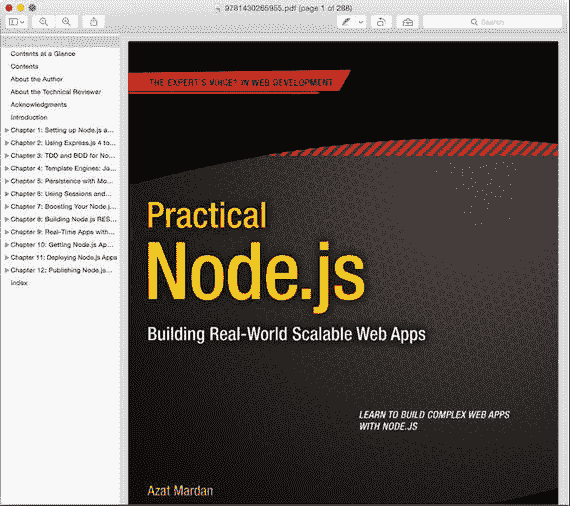 9781430265955.pdf (page 1 of 288)
Search
Contents at a Glance
Contents
About the Author
About the Technical Reviewer
Acknowledgments
Introduction
Chapter 1: Setting up Node.js a...
Chapter 2: Using Express.js 4 to...
Chapter 3: TDD and BDD for No...
Chapter 4: Template Engines: Ja...
Chapter 5: Persistence with Mo...
Chapter 6: Using Sessions and...
Chapter 7: Boosting Your Node.j...
Chapter 8: Building Node.js RES...
Chapter 9: Real-Time Apps with...
Chapter 10: Getting Node.js Ap...
Chapter 11: Deploying Node.js Apps
Chapter 12: Publishing Node.js...
Index
THE EXPERT'S VOICE® IN WEB DEVELOPMENT
Practical
Node.js
Building Real-World Scalable Web Apps
LEARN TO BUILD COMPLEX WEB APPS
WITH NODE.JS
Azat Mardan